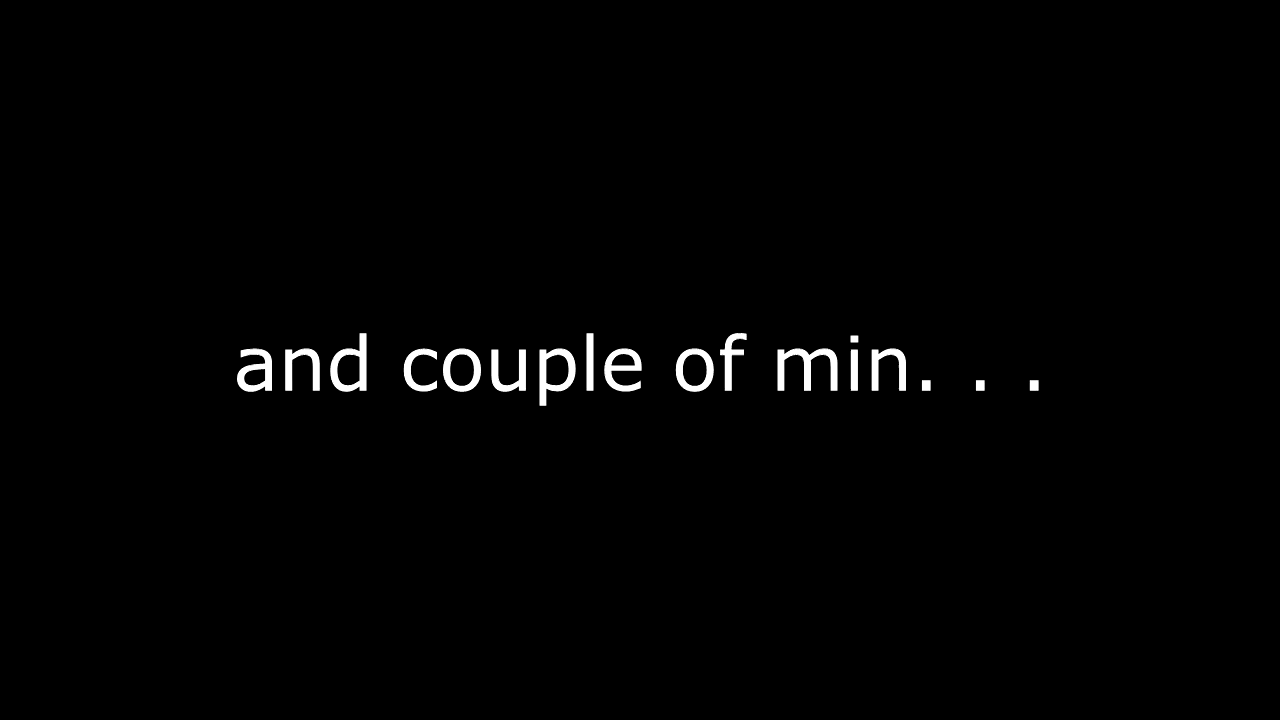 and couple of min. . .